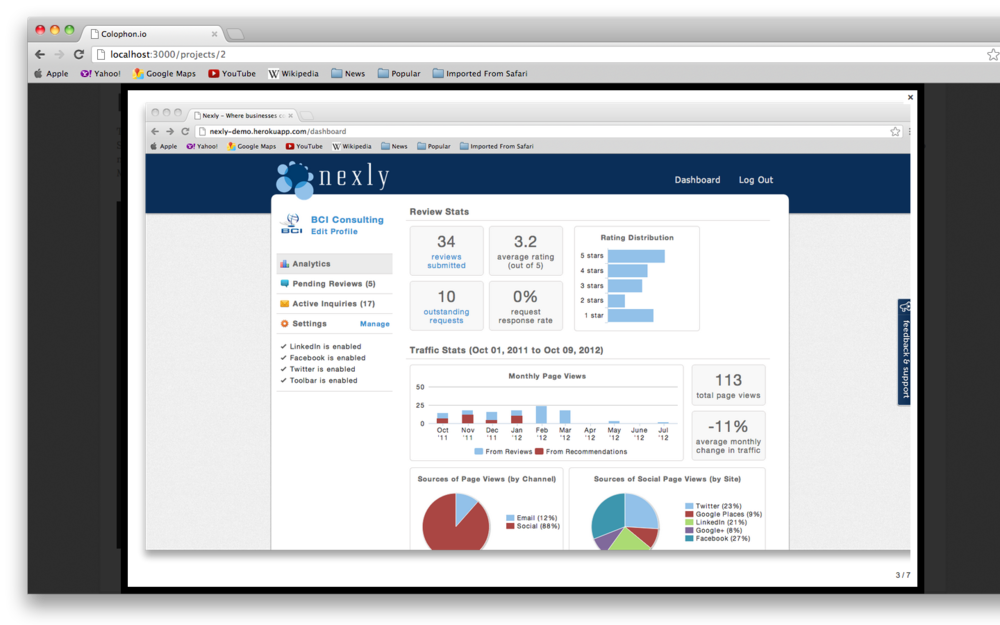 Colophon.io
localhost:3000/projects/2
Apple Yahoo! Google Maps YouTube Wikipedia News Popular Imported From Safari
Nexly - Where businesses
nexly-demo.herokuapp.com/dashboard
Apple Yahoo! Google Maps YouTube Wikipedia News Popular Imported From Safari
nexly
Dashboard Log Out
BCI
BCI Consulting
Edit Profile
Analytics
Pending Reviews (5)
Active Inquiries (17)
Settings Manage
LinkedIn is enabled
Facebook is enabled
Twitter is enabled
Toolbar is enabled
Review Stats
34
reviews
submitted
3.2
average rating
(out of 5)
10
outstanding
requests
0%
request
response rate
Rating Distribution
5 stars
4 stars
3 stars
2 stars
1 star
Traffic Stats (Oct 01, 2011 to Oct 09, 2012)
Monthly Page Views
50
25
0
Oct Nov Dec Jan Feb Mar Apr May June Jul
'11 '11 '11 '12 '12 '12 '12 '12 '12 '12
From Reviews From Recommendations
113
total page views
-11%
average monthly
change in traffic
Sources of Page Views (by Channel)
Email (12%)
Social (88%)
Sources of Social Page Views (by Site)
Twitter (23%)
Google Places (9%)
LinkedIn (21%)
Google+ (8%)
Facebook (27%)
feedback & support
3 / 7